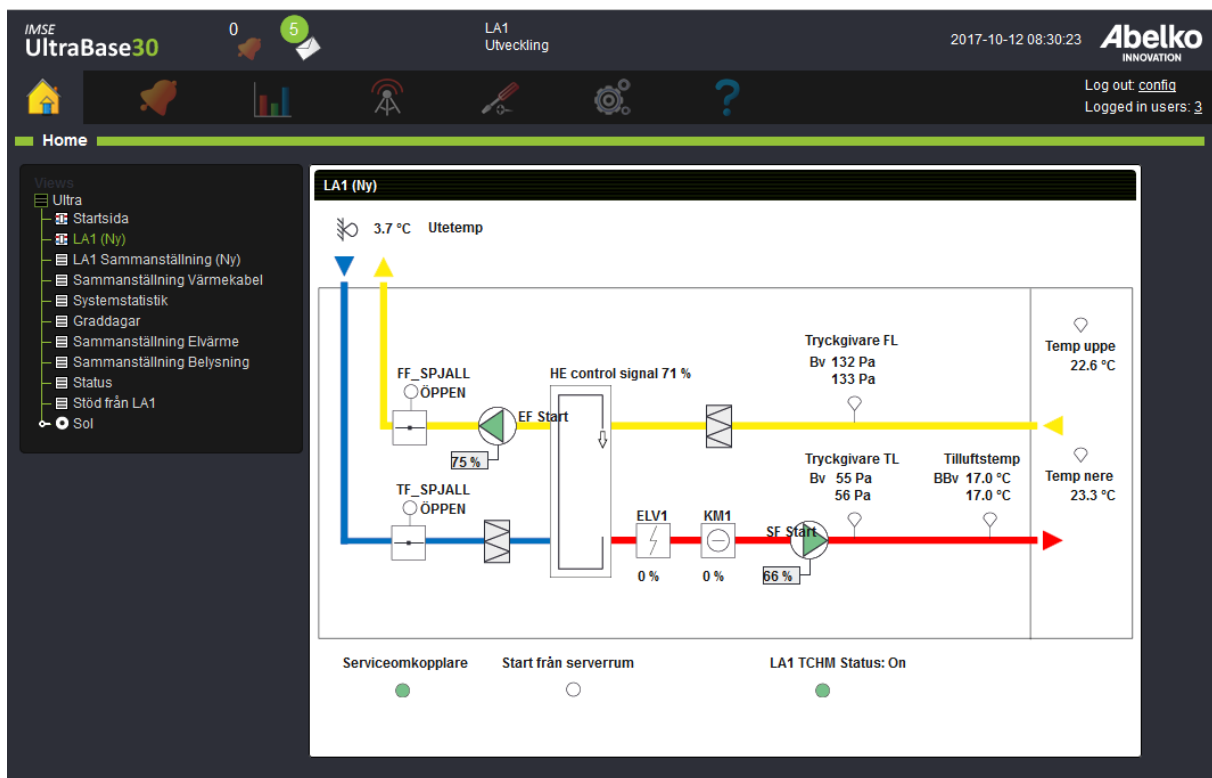 IMSE
UltraBase30
0
5
LA1
Utveckling
2017-10-12 08:30:23
Abelko
INNOVATION
?
Log out: config
Logged in users: 3
Home
Views
Ultra
Startsida
LA1 (Ny)
LA1 Sammanställning (Ny)
Sammanställning Värmekabel
Systemstatistik
Graddagar
Sammanställning Elvärme
Sammanställning Belysning
Status
Stöd från LA1
Sol
LA1 (Ny)
3.7 °C Utetemp
Tryckgivare FL
Bv 132 Pa
133 Pa
Temp uppe
22.6 °C
FF_SPJALL
ÖPPEN
HE control signal 71 %
EF Start
75 %
Tryckgivare TL
Bv 55 Pa
56 Pa
Tilluftstemp
BBv 17.0 °C
17.0 °C
Temp nere
23.3 °C
TF_SPJALL
ÖPPEN
ELV1
KM1
SF Start
0 %
0 %
66 %
Serviceomkopplare
Start från serverrum
LA1 TCHM Status: On